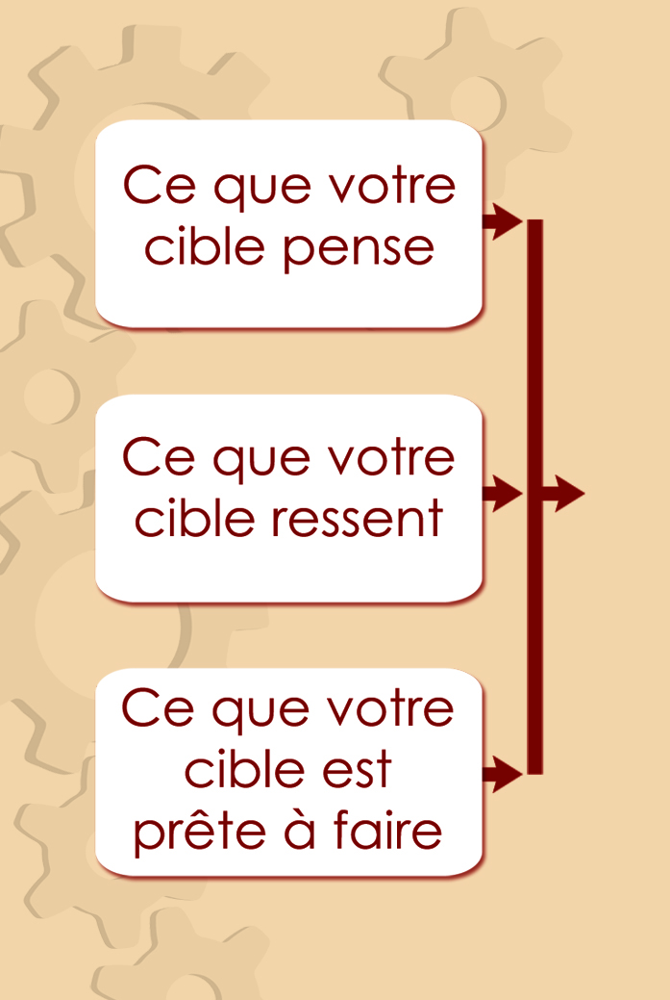 Ce que votre
cible pense
Ce que votre
cible ressent
Ce que votre
cible est
prête à faire